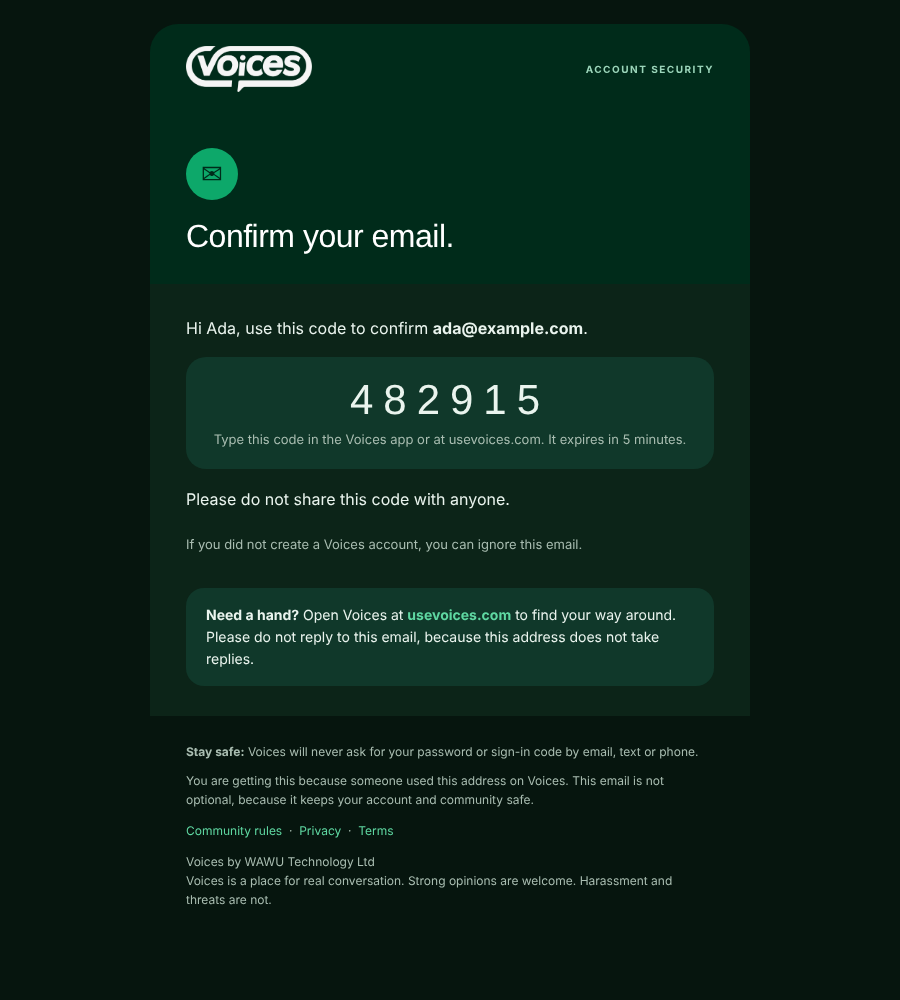 Voices
ACCOUNT SECURITY
Confirm your email.
Hi Ada, use this code to confirm ada@example.com.
482915
Type this code in the Voices app or at usevoices.com. It expires in 5 minutes.
Please do not share this code with anyone.
If you did not create a Voices account, you can ignore this email.
Need a hand? Open Voices at usevoices.com to find your way around.
Please do not reply to this email, because this address does not take
replies.
Stay safe: Voices will never ask for your password or sign-in code by email, text or phone.
You are getting this because someone used this address on Voices. This email is not
optional, because it keeps your account and community safe.
Community rules · Privacy · Terms
Voices by WAWU Technology Ltd
Voices is a place for real conversation. Strong opinions are welcome. Harassment and
threats are not.